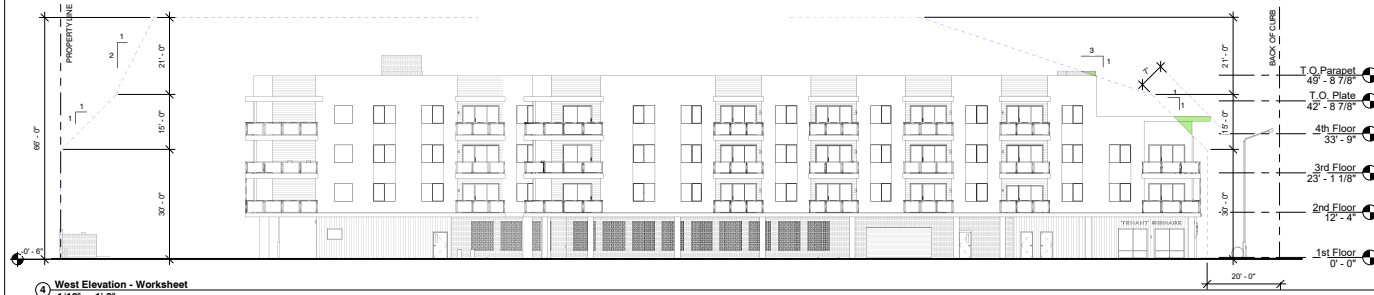 PROPERTY LINE
1
2
1
1
66' - 0"
21' - 0"
15' - 0"
30' - 0"
-0' - 6"
3
1
7'
1
1
21' - 0"
15' - 0"
30' - 0"
BACK OF CURB
T.O.Parapet
49' - 8 7/8"
T.O. Plate
42' - 8 7/8"
4th Floor
33' - 9"
3rd Floor
23' - 1 1/8"
2nd Floor
12' - 4"
1st Floor
0' - 0"
TENANT SIGNAGE
20' - 0"
4
West Elevation - Worksheet